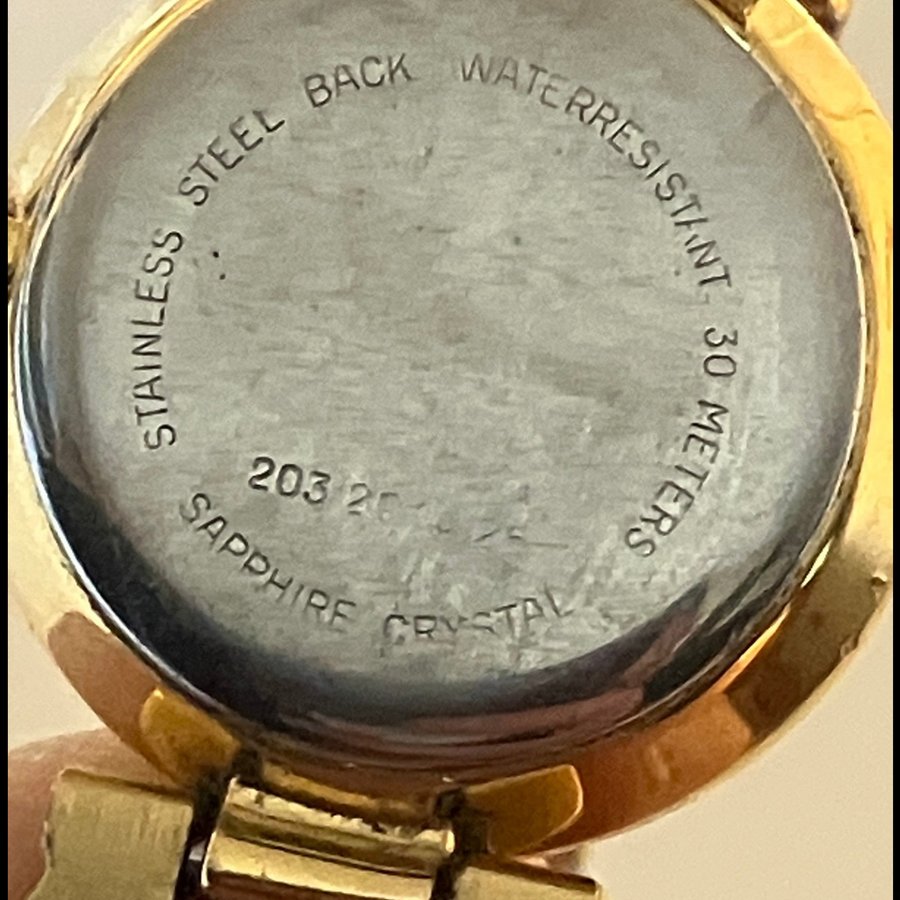 STAINLESS STEEL BACK WATERRESISTANT 30 METERS
203
SAPPHIRE CRYSTAL